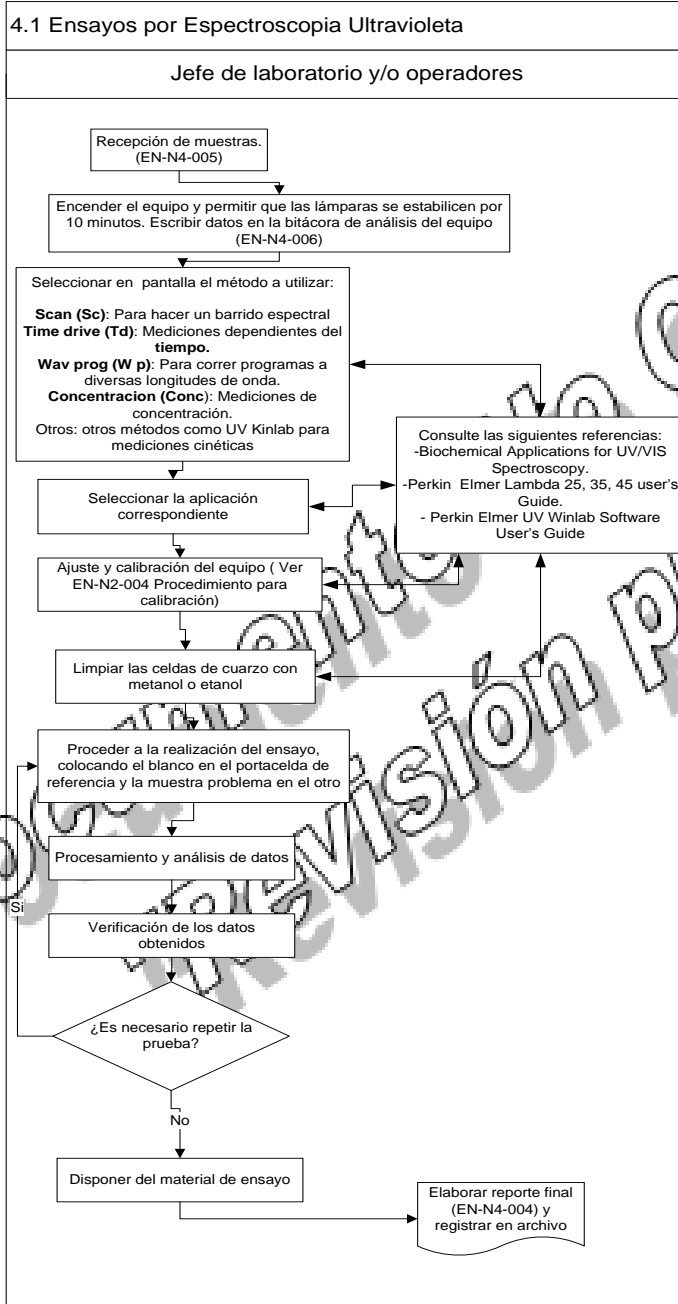 4.1 Ensayos por Espectroscopia Ultravioleta
Jefe de laboratorio y/o operadores
Recepción de muestras.
(EN-N4-005)
Encender el equipo y permitir que las lámparas se estabilicen por
10 minutos. Escribir datos en la bitácora de análisis del equipo
(EN-N4-006)
Seleccionar en pantalla el método a utilizar:
Scan (Sc): Para hacer un barrido espectral
Time drive (Td): Mediciones dependientes del
tiempo.
Wav prog (W p): Para correr programas a
diversas longitudes de onda.
Concentracion (Conc): Mediciones de
concentración.
Otros: otros métodos como UV Kinlab para
mediciones cinéticas
Consulte las siguientes referencias:
-Biochemical Applications for UV/VIS
Spectroscopy.
-Perkin Elmer Lambda 25, 35, 45 user's
Guide.
- Perkin Elmer UV Winlab Software
User's Guide
Seleccionar la aplicación
correspondiente
Ajuste y calibración del equipo ( Ver
EN-N2-004 Procedimiento para
calibración)
Limpiar las celdas de cuarzo con
metanol o etanol
Proceder a la realización del ensayo,
colocando el blanco en el portacelda de
referencia y la muestra problema en el otro
Procesamiento y análisis de datos
Si
Verificación de los datos
obtenidos
¿Es necesario repetir la
prueba?
No
Disponer del material de ensayo
Elaborar reporte final
(EN-N4-004) y
registrar en archivo
Revisión